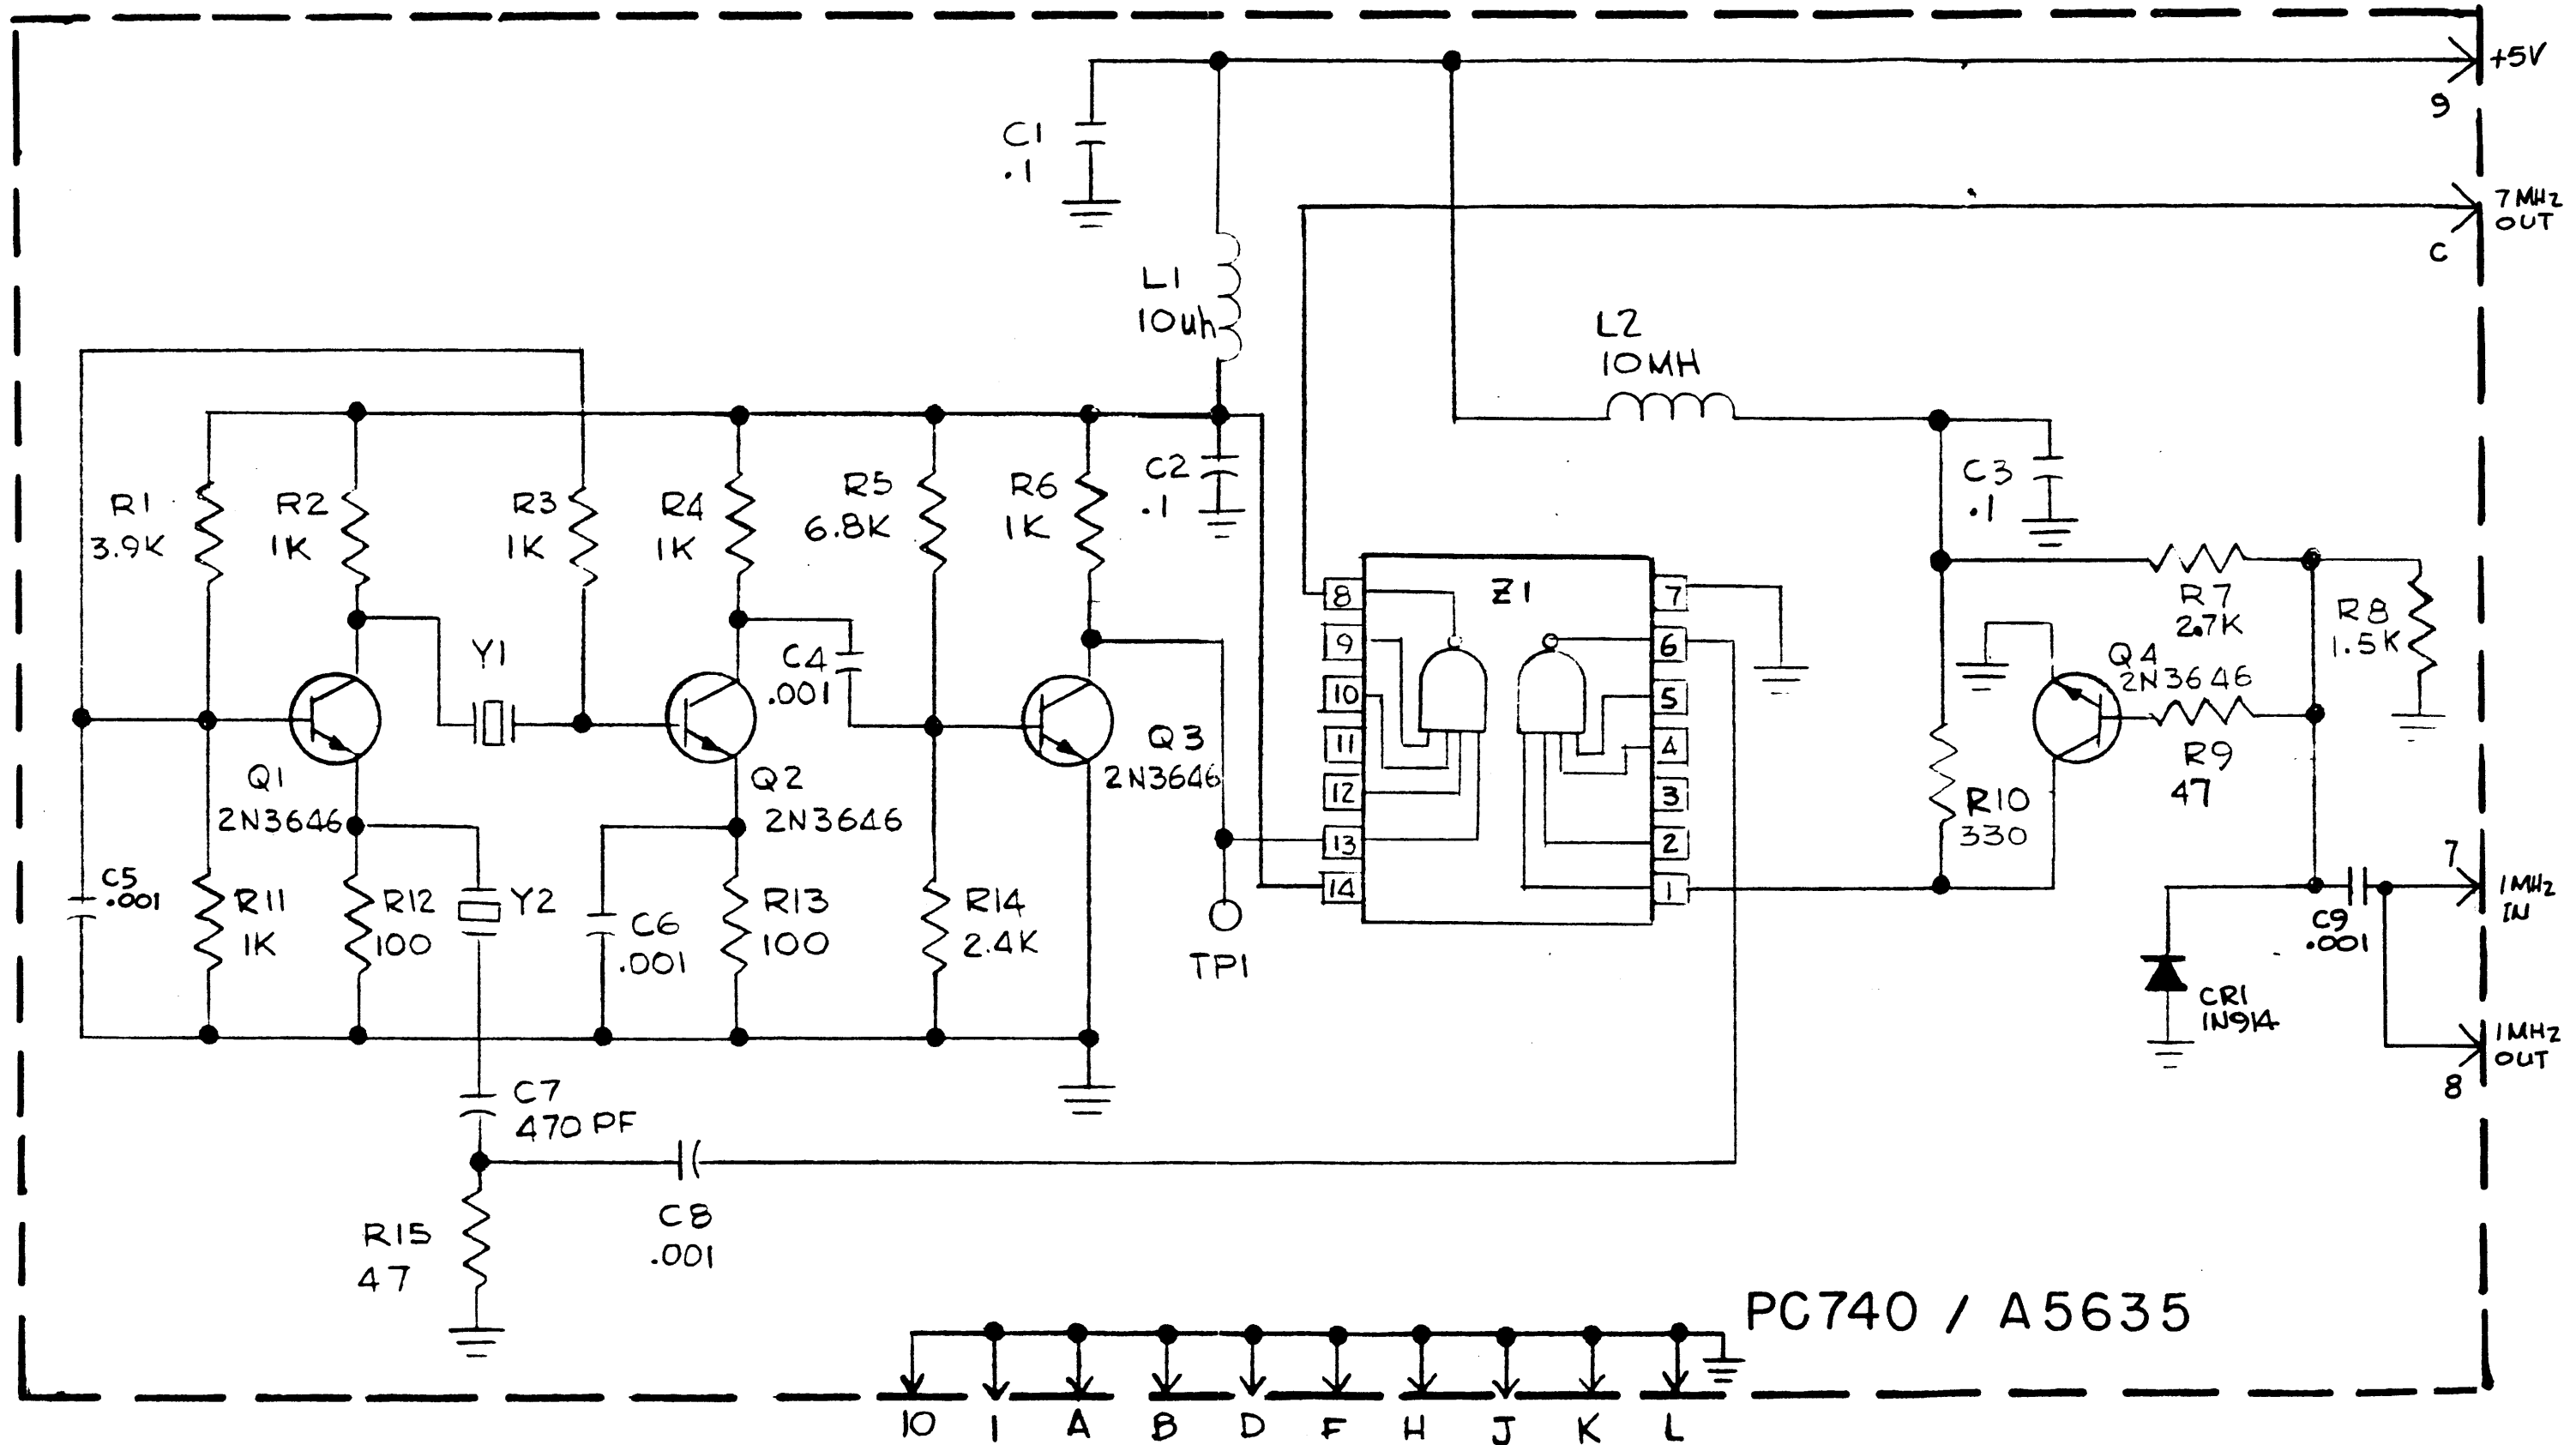 +5V
9
C1
.1
7MHz
OUT
C
L1
10uh
L2
10MH
R1
3.9K
R2
1K
R3
1K
R4
1K
R5
6.8K
R6
1K
C2
.1
C3
.1
Z1
8
9
10
11
12
13
14
7
6
5
4
3
2
1
R7
2.7K
R8
1.5K
Q4
2N3646
R9
47
R10
330
Y1
C4
.001
Q1
2N3646
Q2
2N3646
Q3
2N3646
C5
.001
R11
1K
R12
100
Y2
C6
.001
R13
100
R14
2.4K
TP1
7
1MHz
IN
C9
.001
CR1
1N914
1MHz
OUT
8
C7
470PF
C8
.001
R15
47
PC740 / A5635
10 1 A B D F H J K L